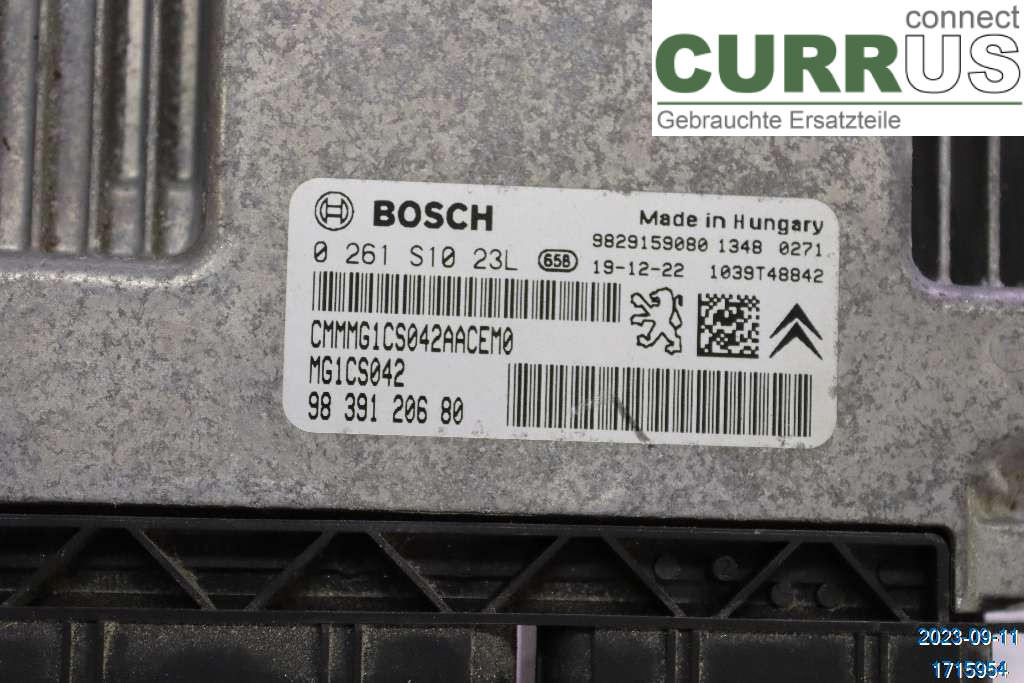 connect
CURRUS
Gebrauchte Ersatzteile
BOSCH
Made in Hungary
9829159080 1348 0271
0 261 S10 23L 658 19-12-22 1039T48842
CMMMG1CS042AACEM0
MG1CS042
98 391 206 80
2023-09-11
1715954